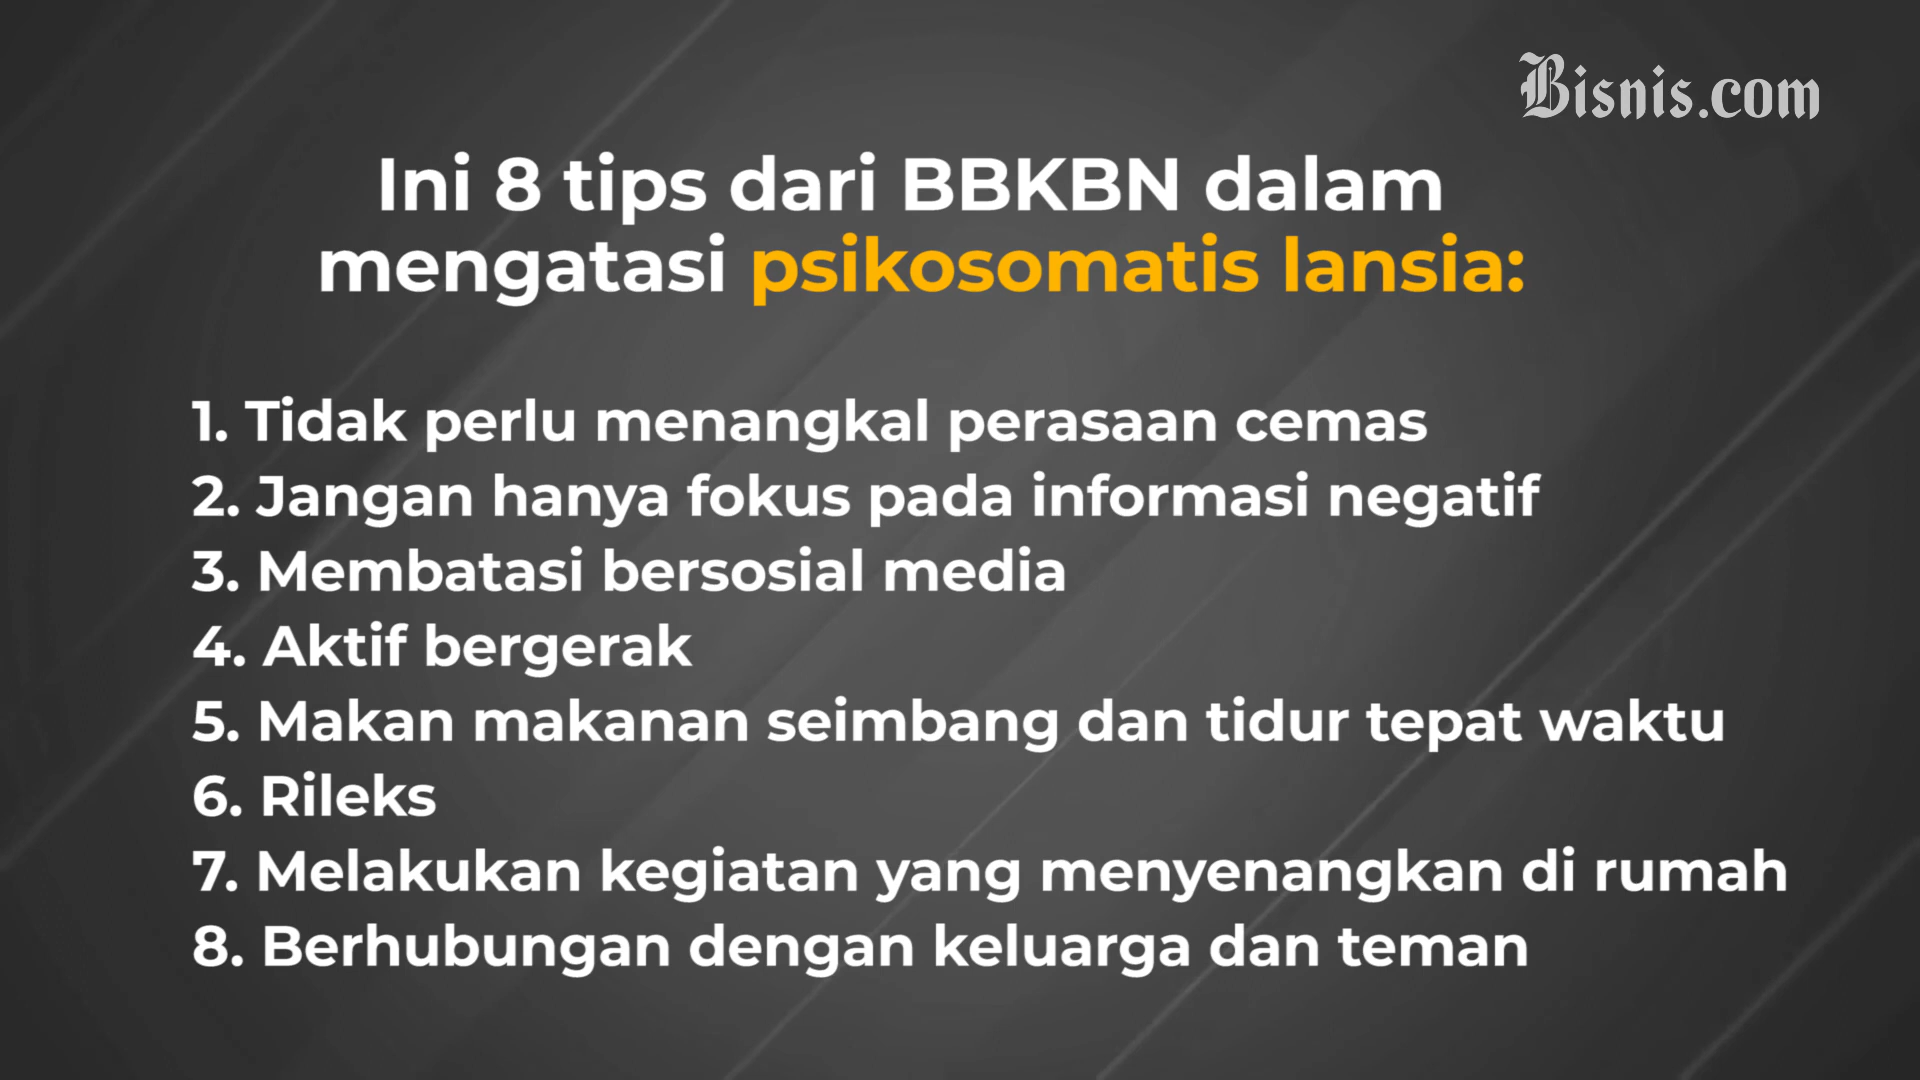 Bisnis.com
Ini 8 tips dari BBKBN dalam
mengatasi psikosomatis lansia:
1. Tidak perlu menangkal perasaan cemas
2. Jangan hanya fokus pada informasi negatif
3. Membatasi bersosial media
4. Aktif bergerak
5. Makan makanan seimbang dan tidur tepat waktu
6. Rileks
7. Melakukan kegiatan yang menyenangkan di rumah
8. Berhubungan dengan keluarga dan teman